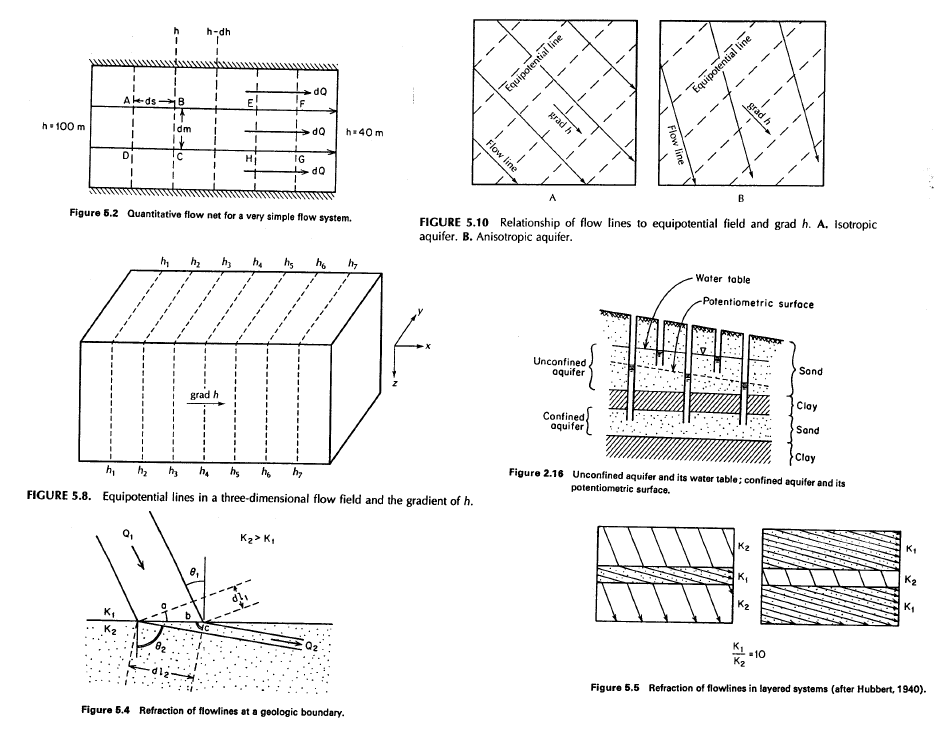 h h-dh
A ds B E F dQ
h=100 m dm dQ h=40 m
D C H G dQ
Figure 5.2 Quantitative flow net for a very simple flow system.
Equipotential line
grad h
Flow line
A
Equipotential line
grad h
Flow line
B
FIGURE 5.10 Relationship of flow lines to equipotential field and grad h. A. Isotropic
aquifer. B. Anisotropic aquifer.
h1 h2 h3 h4 h5 h6 h7
y
x
z
grad h
h1 h2 h3 h4 h5 h6 h7
FIGURE 5.8. Equipotential lines in a three-dimensional flow field and the gradient of h.
Water table
Potentiometric surface
Unconfined
aquifer
Sand
Clay
Confined
aquifer
Sand
Clay
Figure 2.16 Unconfined aquifer and its water table; confined aquifer and its
potentiometric surface.
Q1
K2> K1
θ1
dl1
K1 a b
K2 c
θ2
Q2
dl2
Figure 5.4 Refraction of flowlines at a geologic boundary.
K2
K1
K2
K1
K2
K1
K1
K2 =10
Figure 5.5 Refraction of flowlines in layered systems (after Hubbert, 1940).